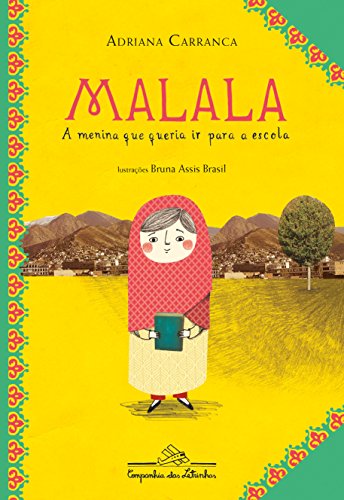 Adriana Carranca
MALALA
A menina que queria ir para a escola
ilustrações Bruna Assis Brasil
Companhia das Letrinhas